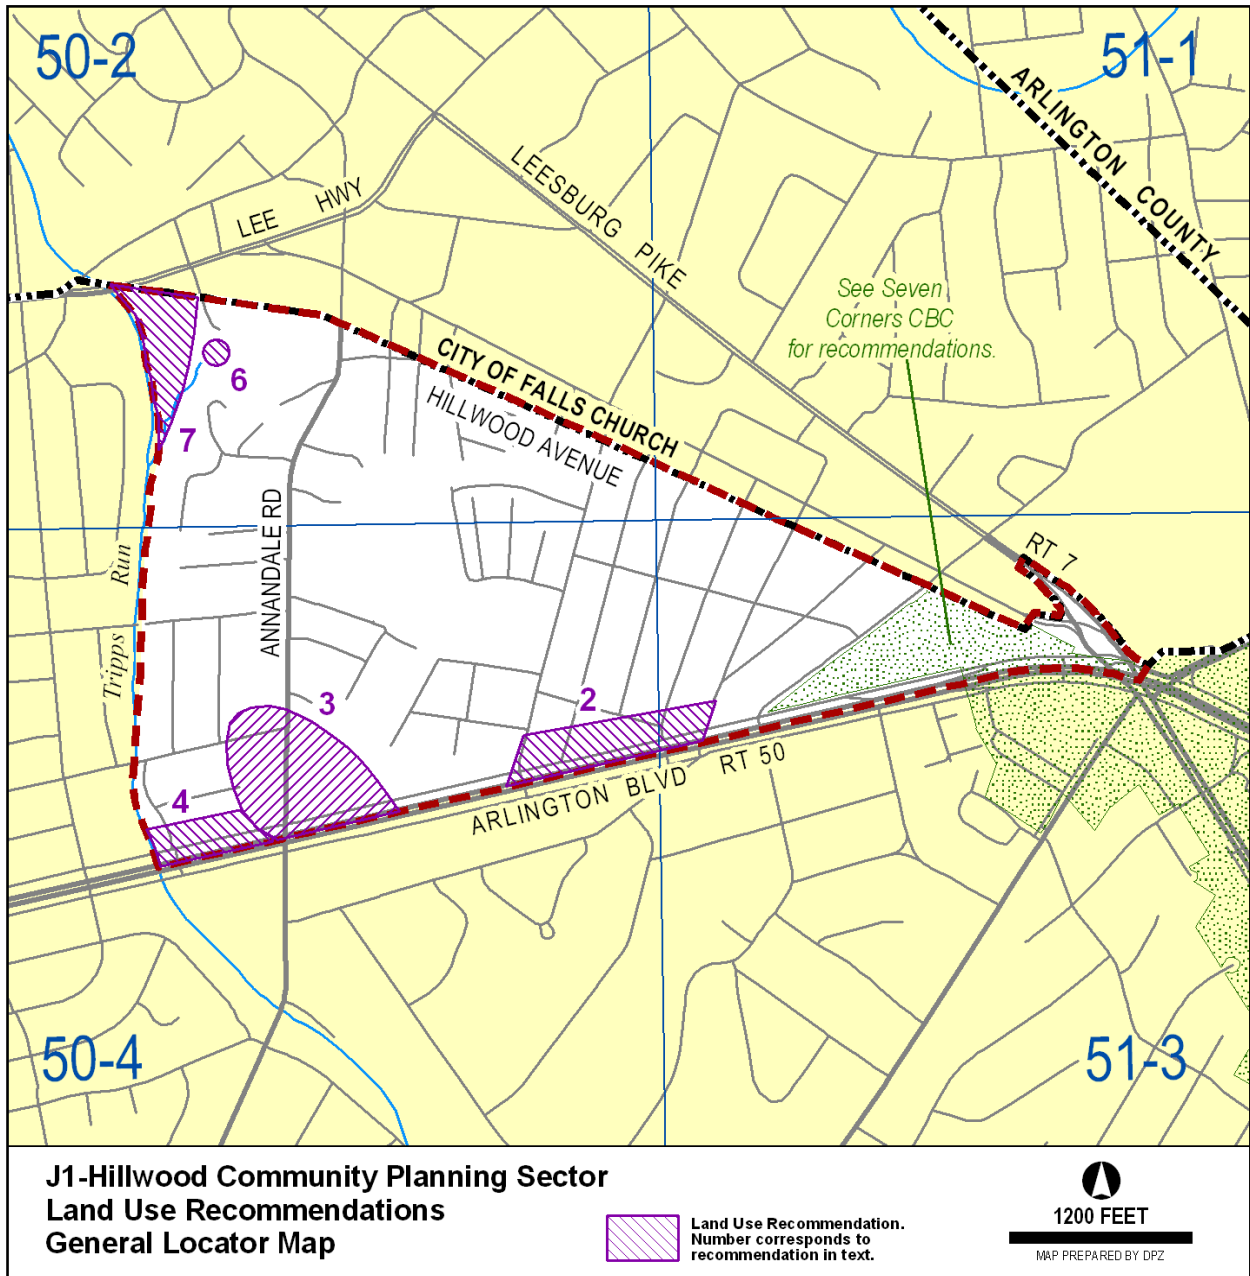 50-2
51-1
ARLINGTON COUNTY
LEE HWY
LEESBURG PIKE
See Seven
Corners CBC
for recommendations.
CITY OF FALLS CHURCH
HILLWOOD AVENUE
6
7
ANNANDALE RD
RT 7
Tripps Run
2
3
4
ARLINGTON BLVD RT 50
50-4
51-3
J1-Hillwood Community Planning Sector
Land Use Recommendations
General Locator Map
Land Use Recommendation.
Number corresponds to
recommendation in text.
1200 FEET
MAP PREPARED BY DPZ